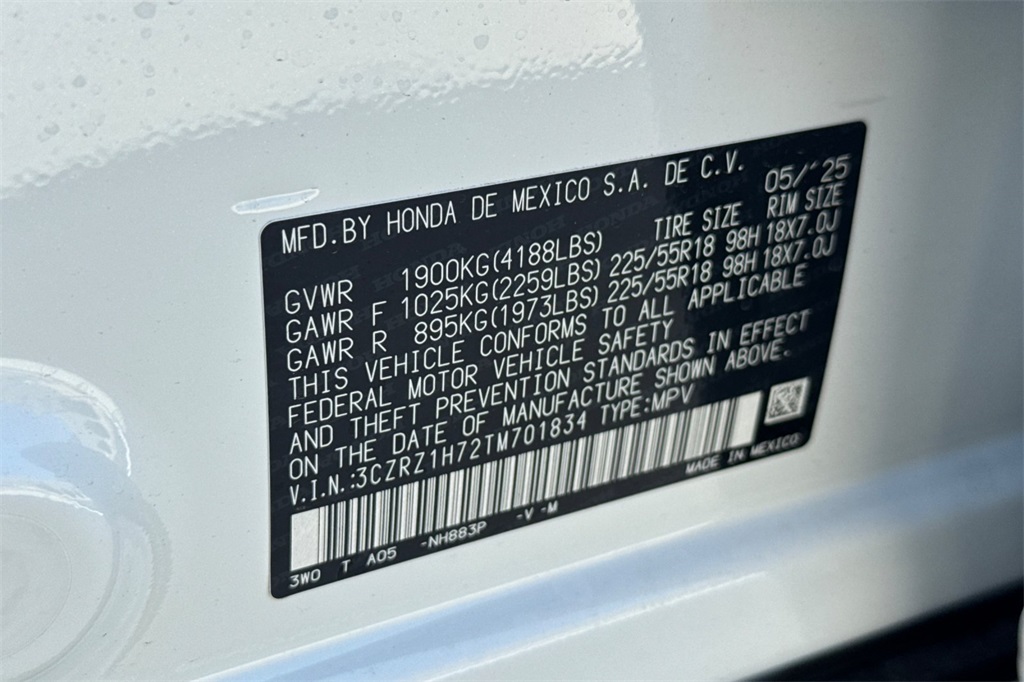 MFD.BY HONDA DE MEXICO S.A. DE C.V. 05/'25
TIRE SIZE RIM SIZE
GVWR 1900KG(4188LBS)
GAWR F 1025KG(2259LBS) 225/55R18 98H 18X7.0J
GAWR R 895KG(1973LBS) 225/55R18 98H 18X7.0J
THIS VEHICLE CONFORMS TO ALL APPLICABLE
FEDERAL MOTOR VEHICLE SAFETY
AND THEFT PREVENTION STANDARDS IN EFFECT
ON THE DATE OF MANUFACTURE SHOWN ABOVE.
V.I.N.:3CZRZ1H72TM701834 TYPE:MPV
MADE IN MEXICO
3W0 T A05 -NH883P -V -M